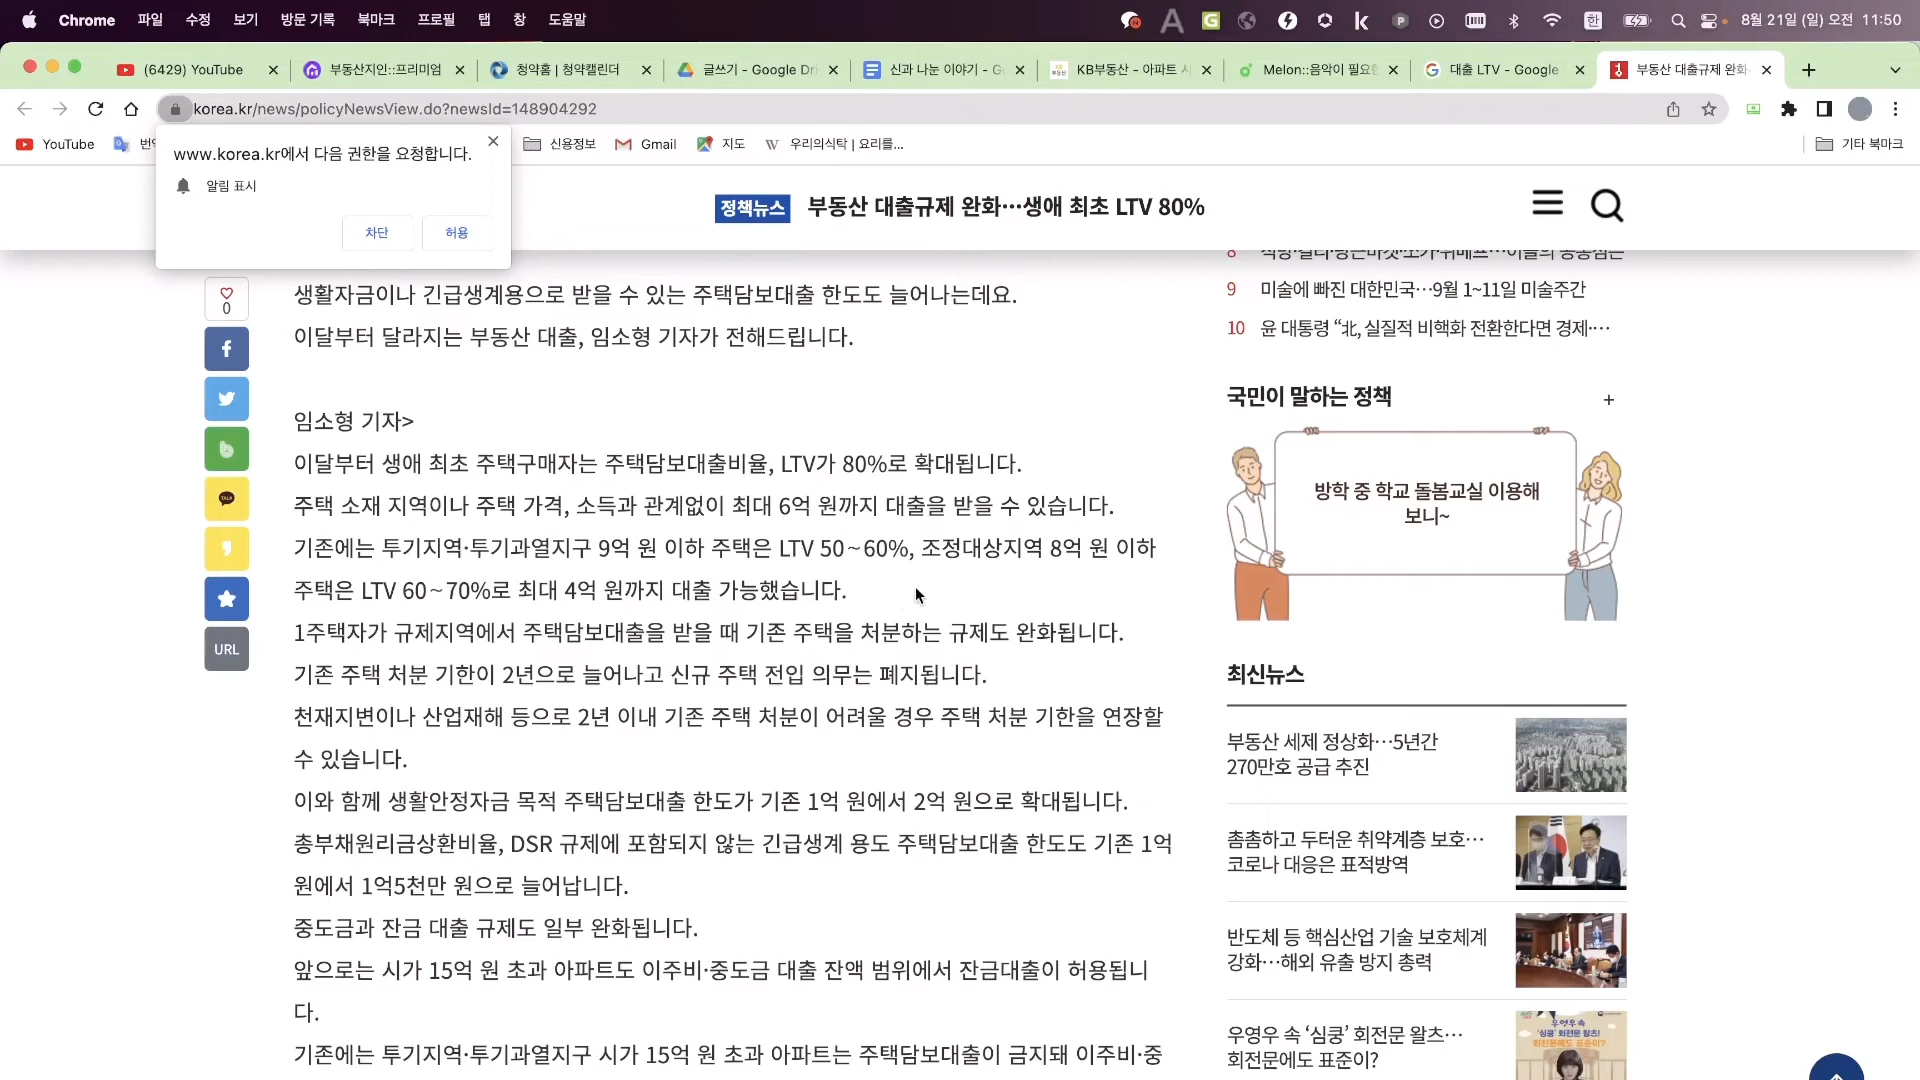 Chrome 파일 수정 보기 방문 기록 북마크 프로필 탭 창 도움말 한 8월 21일 (일) 오전 11:50
(6429) YouTube 부동산지인::프리미엄 청약홈 | 청약캘린더 글쓰기 - Google Dri 신과 나눈 이야기 - G KB부동산 - 아파트 Melon::음악이 필요한 대출 LTV - Google 부동산 대출규제 완화
korea.kr/news/policyNewsView.do?newsId=148904292
YouTube 신용정보 Gmail 지도 우리의식탁 | 요리를... 기타 북마크
www.korea.kr에서 다음 권한을 요청합니다.
알림 표시
차단 허용
정책뉴스 부동산 대출규제 완화…생애 최초 LTV 80%
0
URL
생활자금이나 긴급생계용으로 받을 수 있는 주택담보대출 한도도 늘어나는데요.
이달부터 달라지는 부동산 대출, 임소형 기자가 전해드립니다.
임소형 기자>
이달부터 생애 최초 주택구매자는 주택담보대출비율, LTV가 80%로 확대됩니다.
주택 소재 지역이나 주택 가격, 소득과 관계없이 최대 6억 원까지 대출을 받을 수 있습니다.
기존에는 투기지역·투기과열지구 9억 원 이하 주택은 LTV 50~60%, 조정대상지역 8억 원 이하
주택은 LTV 60~70%로 최대 4억 원까지 대출 가능했습니다.
1주택자가 규제지역에서 주택담보대출을 받을 때 기존 주택을 처분하는 규제도 완화됩니다.
기존 주택 처분 기한이 2년으로 늘어나고 신규 주택 전입 의무는 폐지됩니다.
천재지변이나 산업재해 등으로 2년 이내 기존 주택 처분이 어려울 경우 주택 처분 기한을 연장할
수 있습니다.
이와 함께 생활안정자금 목적 주택담보대출 한도가 기존 1억 원에서 2억 원으로 확대됩니다.
총부채원리금상환비율, DSR 규제에 포함되지 않는 긴급생계 용도 주택담보대출 한도도 기존 1억
원에서 1억5천만 원으로 늘어납니다.
중도금과 잔금 대출 규제도 일부 완화됩니다.
앞으로는 시가 15억 원 초과 아파트도 이주비·중도금 대출 잔액 범위에서 잔금대출이 허용됩니
다.
기존에는 투기지역·투기과열지구 시가 15억 원 초과 아파트는 주택담보대출이 금지돼 이주비·중
9 미술에 빠진 대한민국…9월 1~11일 미술주간
10 윤 대통령 “北, 실질적 비핵화 전환한다면 경제·…
국민이 말하는 정책 +
방학 중 학교 돌봄교실 이용해
보니~
최신뉴스
부동산 세제 정상화…5년간
270만호 공급 추진
촘촘하고 두터운 취약계층 보호…
코로나 대응은 표적방역
반도체 등 핵심산업 기술 보호체계
강화…해외 유출 방지 총력
우영우 속 ‘심쿵’ 회전문 왈츠…
회전문에도 표준이?
우영우 속
‘심쿵’ 회전문 왈츠!
회전문에도 표준이?